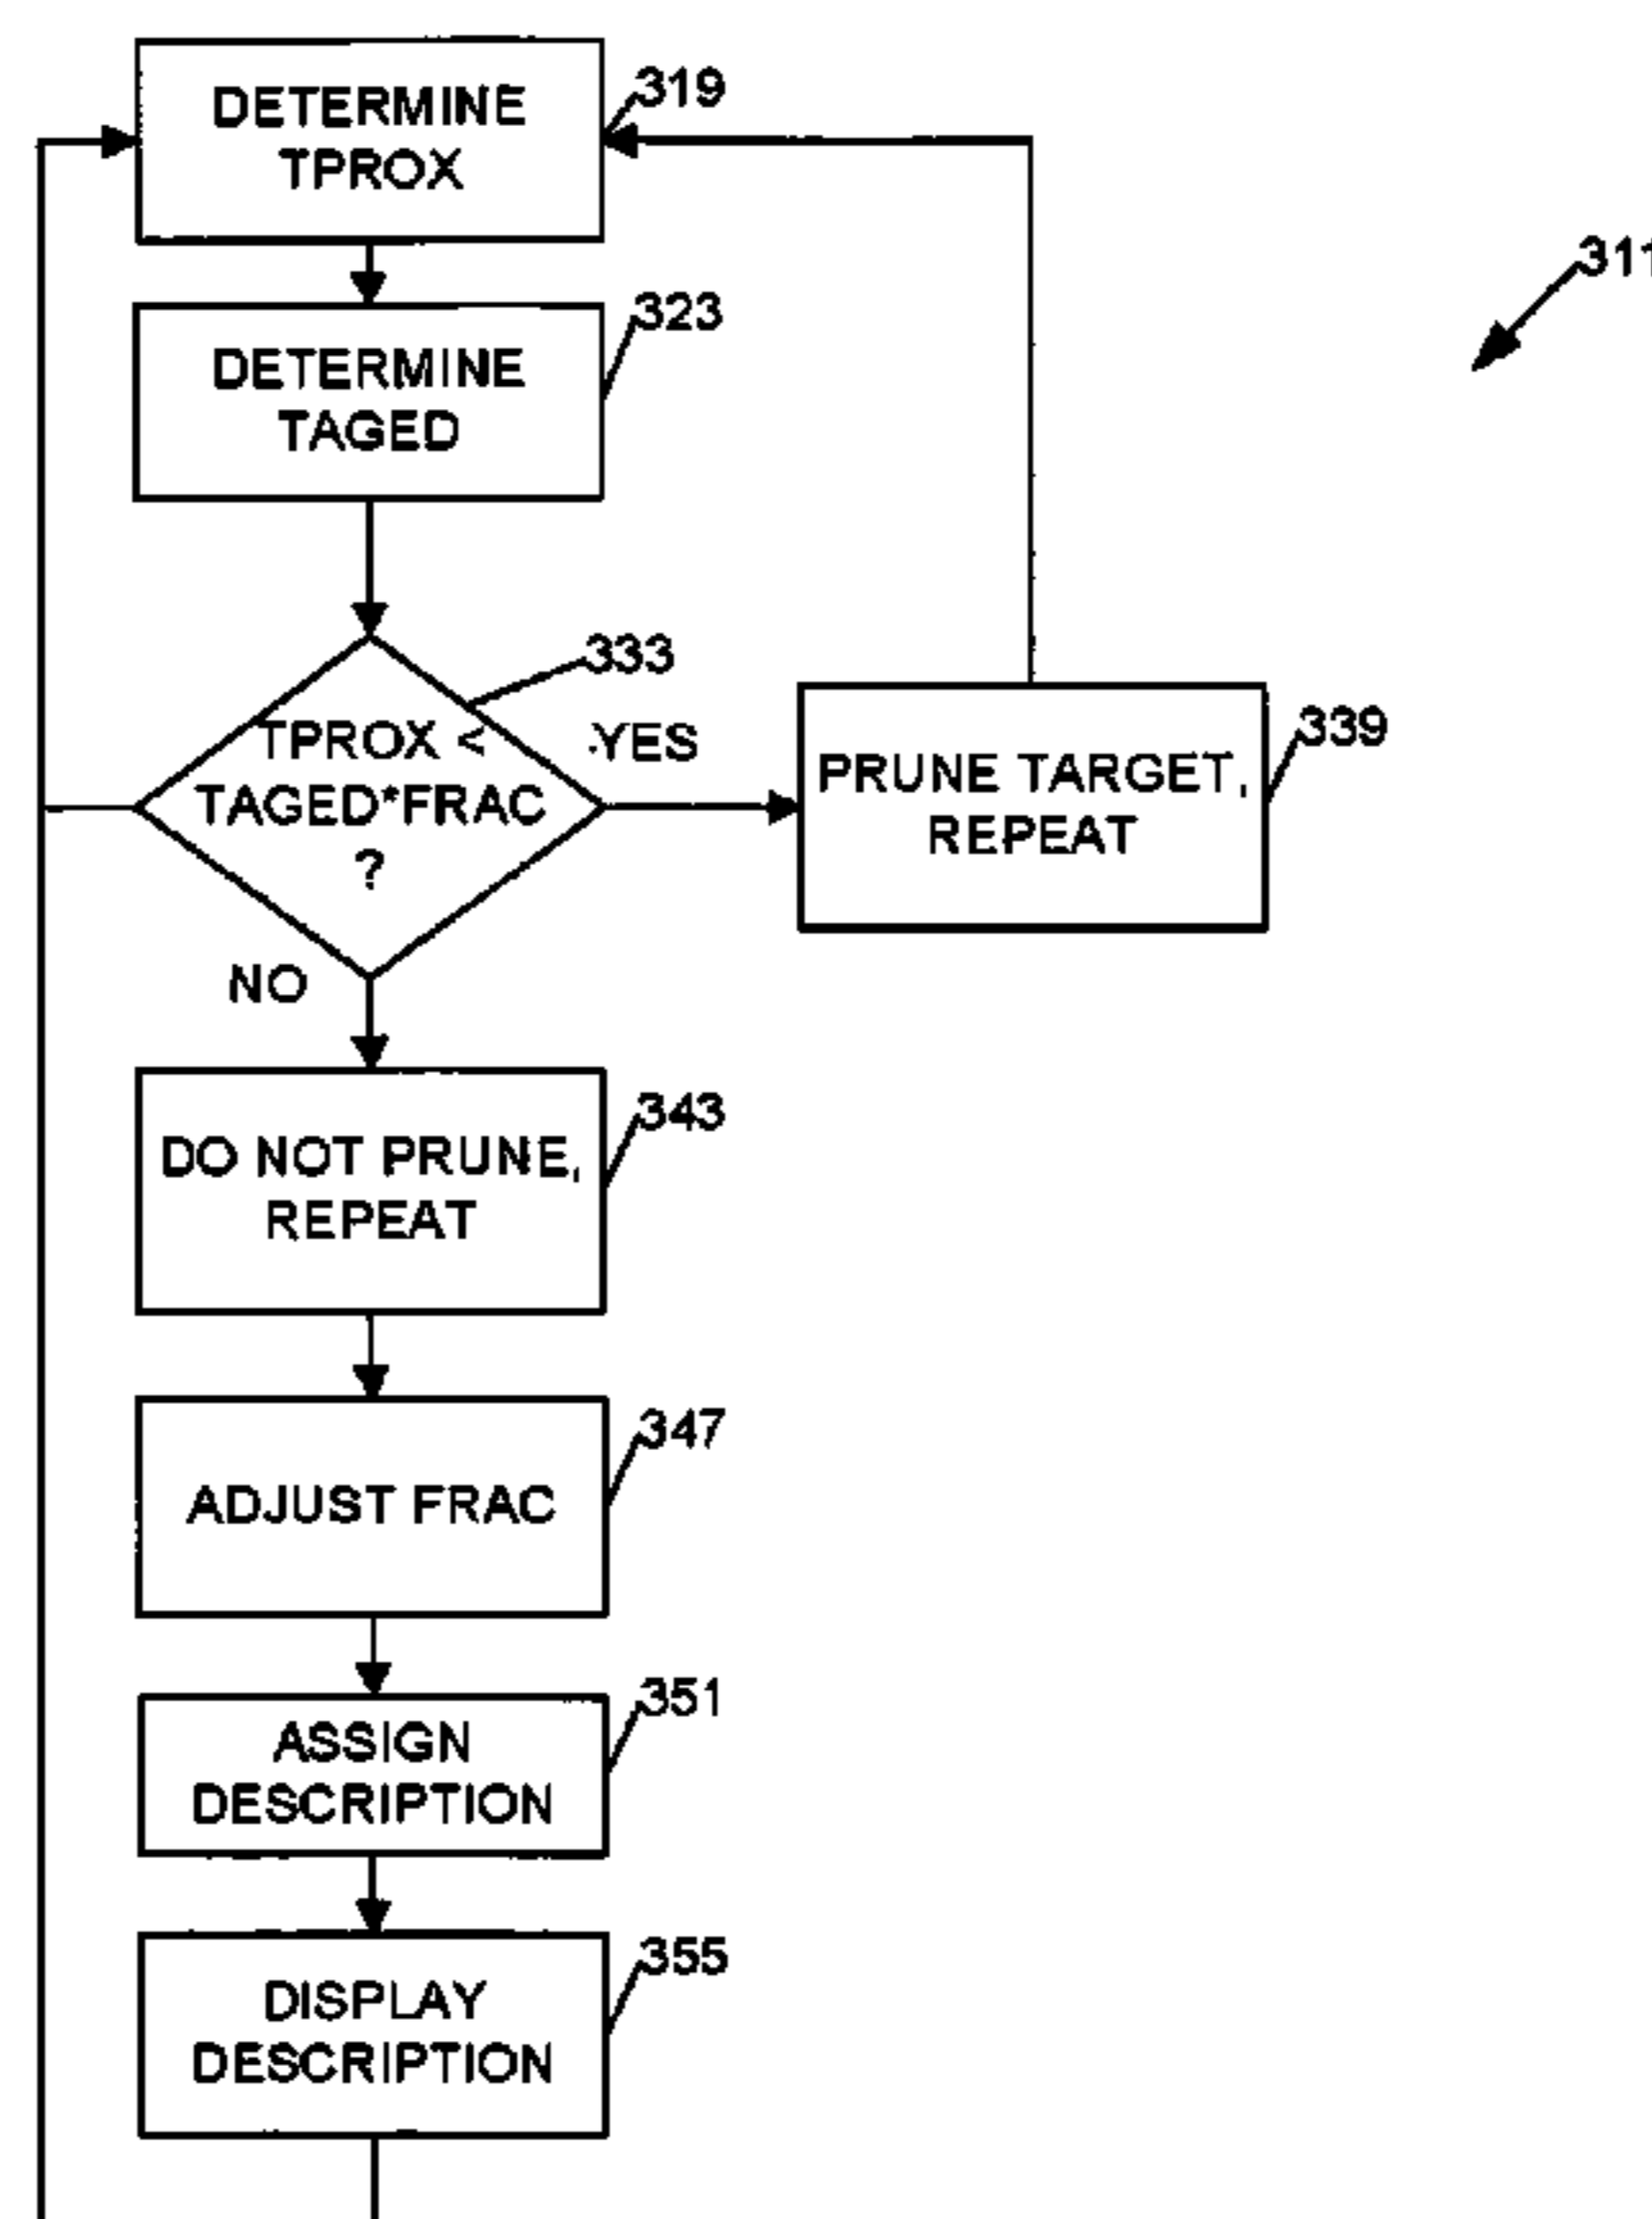 DETERMINE
TPROX
319
311
DETERMINE
TAGED
323
333
TPROX <
TAGED*FRAC
?
YES
PRUNE TARGET,
REPEAT
339
NO
DO NOT PRUNE,
REPEAT
343
ADJUST FRAC
347
ASSIGN
DESCRIPTION
351
DISPLAY
DESCRIPTION
355